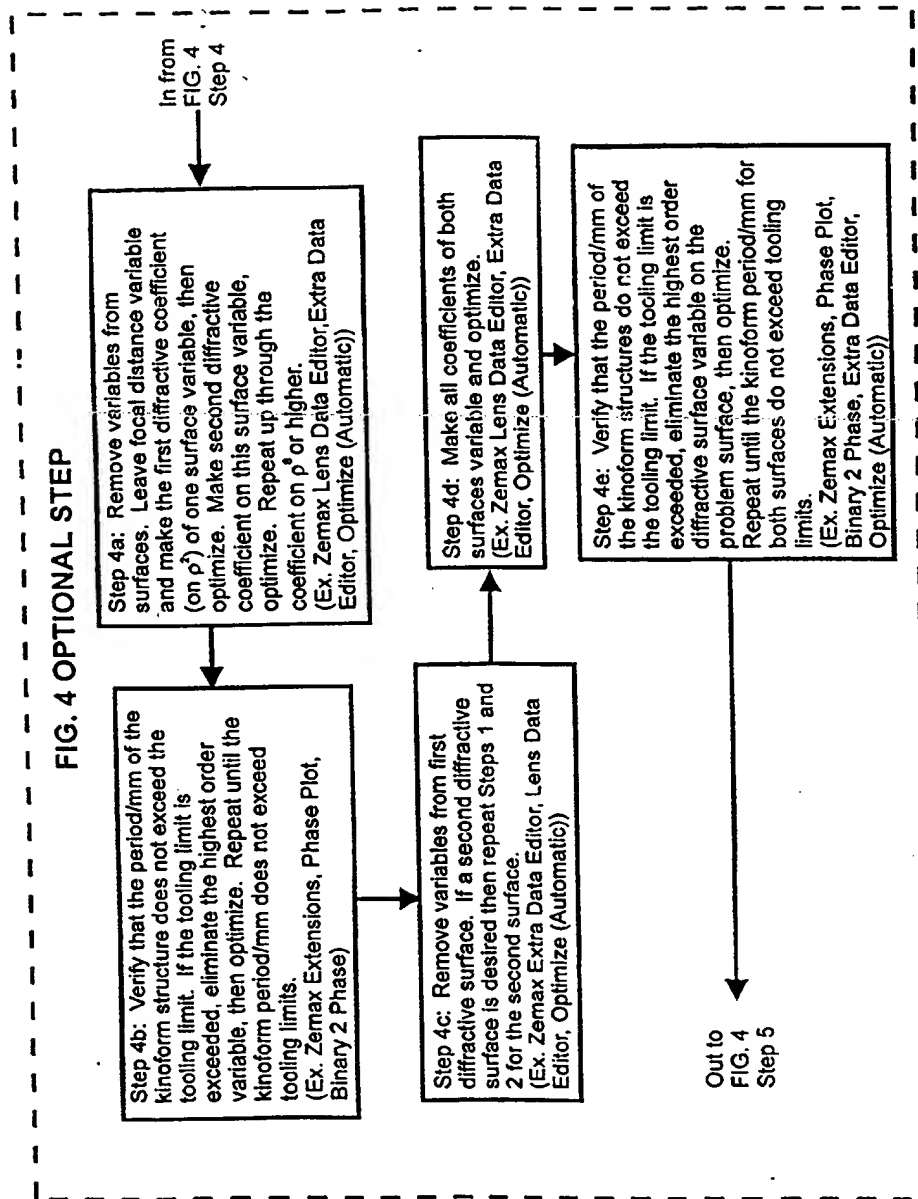 FIG. 4 OPTIONAL STEP
In from
FIG. 4
Step 4
Step 4a: Remove variables from
surfaces. Leave focal distance variable
and make the first diffractive coefficient
(on ρ²) of one surface variable, then
optimize. Make second diffractive
coefficient on this surface variable,
optimize. Repeat up through the
coefficient on ρ⁸ or higher.
(Ex. Zemax Lens Data Editor,Extra Data
Editor, Optimize (Automatic))
Step 4b: Verify that the period/mm of the
kinoform structure does not exceed the
tooling limit. If the tooling limit is
exceeded, eliminate the highest order
variable, then optimize. Repeat until the
kinoform period/mm does not exceed
tooling limits.
(Ex. Zemax Extensions, Phase Plot,
Binary 2 Phase)
Step 4c: Remove variables from first
diffractive surface. If a second diffractive
surface is desired then repeat Steps 1 and
2 for the second surface.
(Ex. Zemax Extra Data Editor, Lens Data
Editor, Optimize (Automatic))
Step 4d: Make all coefficients of both
surfaces variable and optimize.
(Ex. Zemax Lens Data Editor, Extra Data
Editor, Optimize (Automatic))
Step 4e: Verify that the period/mm of
the kinoform structures do not exceed
the tooling limit. If the tooling limit is
exceeded, eliminate the highest order
diffractive surface variable on the
problem surface, then optimize.
Repeat until the kinoform period/mm for
both surfaces do not exceed tooling
limits.
(Ex. Zemax Extensions, Phase Plot,
Binary 2 Phase, Extra Data Editor,
Optimize (Automatic))
Out to
FIG. 4
Step 5